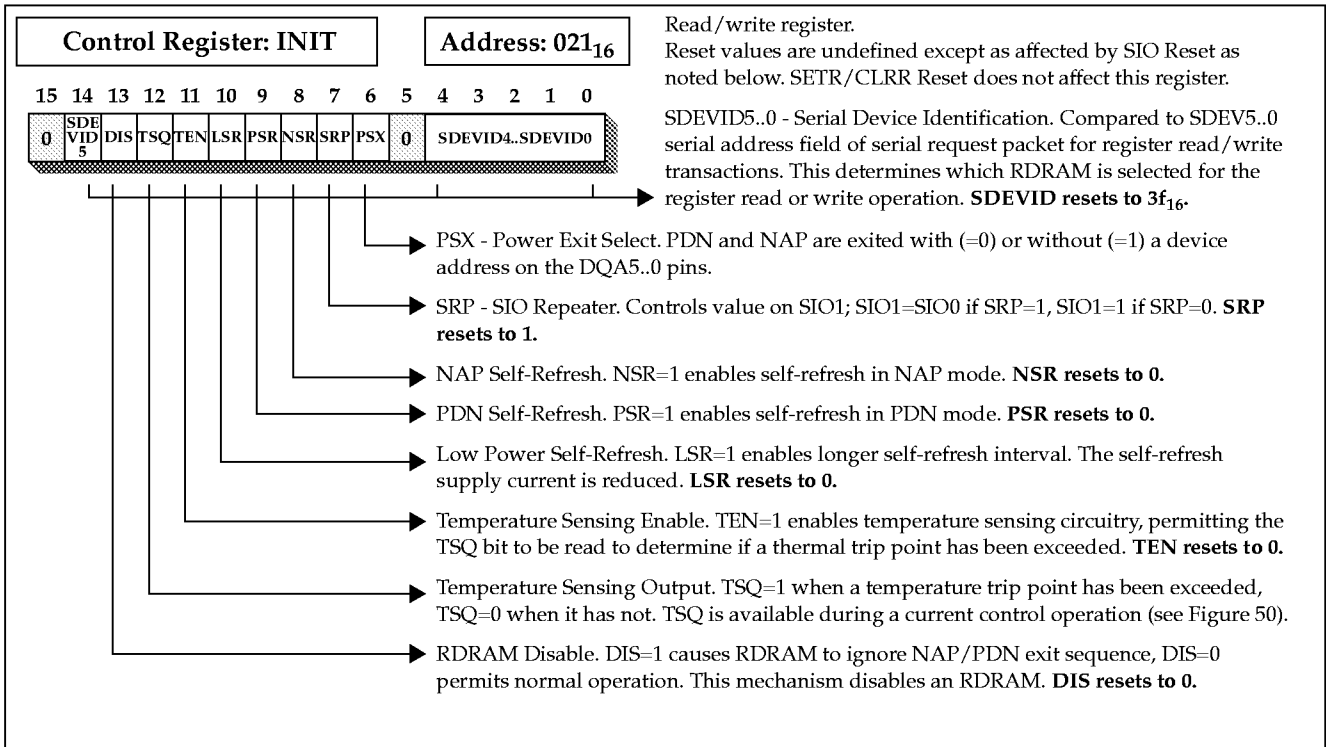 Control Register: INIT
Address: 021₁₆
Read/write register.
Reset values are undefined except as affected by SIO Reset as
noted below. SETR/CLRR Reset does not affect this register.
15 14 13 12 11 10 9 8 7 6 5 4 3 2 1 0
0 SDE VID 5 DIS TSQ TEN LSR PSR NSR SRP PSX 0 SDEVID4..SDEVID0
SDEVID5..0 - Serial Device Identification. Compared to SDEV5..0
serial address field of serial request packet for register read/write
transactions. This determines which RDRAM is selected for the
register read or write operation. SDEVID resets to 3f₁₆.
PSX - Power Exit Select. PDN and NAP are exited with (=0) or without (=1) a device
address on the DQA5..0 pins.
SRP - SIO Repeater. Controls value on SIO1; SIO1=SIO0 if SRP=1, SIO1=1 if SRP=0. SRP
resets to 1.
NAP Self-Refresh. NSR=1 enables self-refresh in NAP mode. NSR resets to 0.
PDN Self-Refresh. PSR=1 enables self-refresh in PDN mode. PSR resets to 0.
Low Power Self-Refresh. LSR=1 enables longer self-refresh interval. The self-refresh
supply current is reduced. LSR resets to 0.
Temperature Sensing Enable. TEN=1 enables temperature sensing circuitry, permitting the
TSQ bit to be read to determine if a thermal trip point has been exceeded. TEN resets to 0.
Temperature Sensing Output. TSQ=1 when a temperature trip point has been exceeded,
TSQ=0 when it has not. TSQ is available during a current control operation (see Figure 50).
RDRAM Disable. DIS=1 causes RDRAM to ignore NAP/PDN exit sequence, DIS=0
permits normal operation. This mechanism disables an RDRAM. DIS resets to 0.